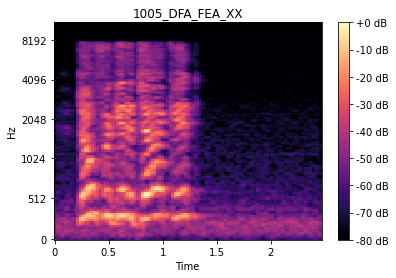 1005_DFA_FEA_XX
+0 dB
8192
-10 dB
4096
-20 dB
-30 dB
2048
Hz
-40 dB
1024
-50 dB
512
-60 dB
-70 dB
0
-80 dB
0 0.5 1 1.5 2
Time